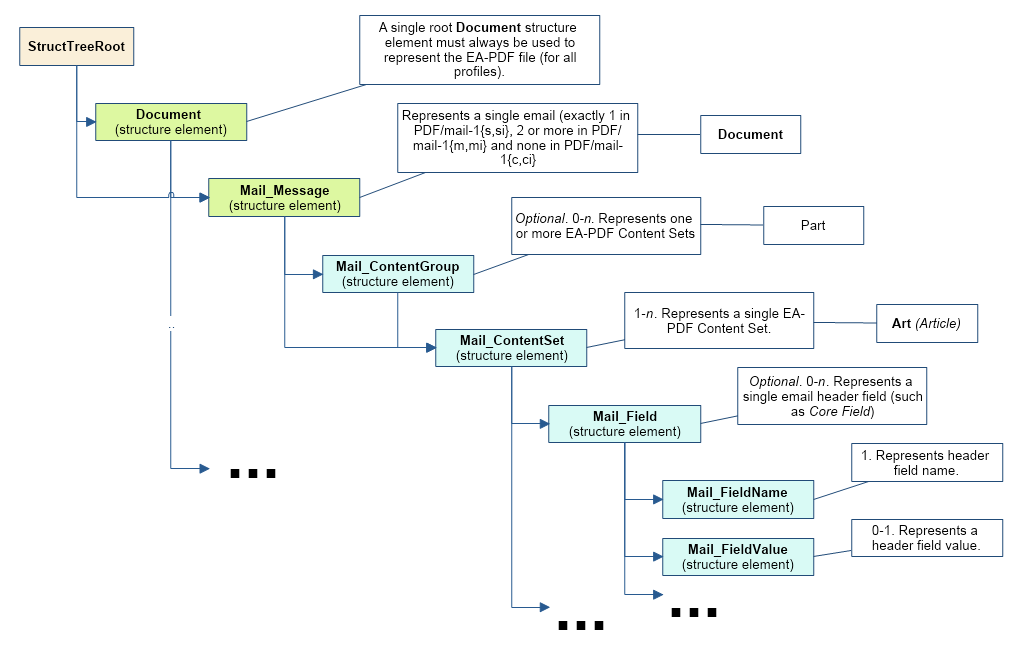 StructTreeRoot
A single root Document structure
element must always be used to
represent the EA-PDF file (for all
profiles).
Document
(structure element)
Represents a single email (exactly 1 in
PDF/mail-1{s,si}, 2 or more in PDF/
mail-1{m,mi} and none in PDF/mail-
1{c,ci}
Document
Mail_Message
(structure element)
Optional. 0-n. Represents one
or more EA-PDF Content Sets
Part
Mail_ContentGroup
(structure element)
1-n. Represents a single EA-
PDF Content Set.
Art (Article)
Mail_ContentSet
(structure element)
Optional. 0-n. Represents a
single email header field (such
as Core Field)
Mail_Field
(structure element)
1. Represents header
field name.
Mail_FieldName
(structure element)
0-1. Represents a
header field value.
Mail_FieldValue
(structure element)